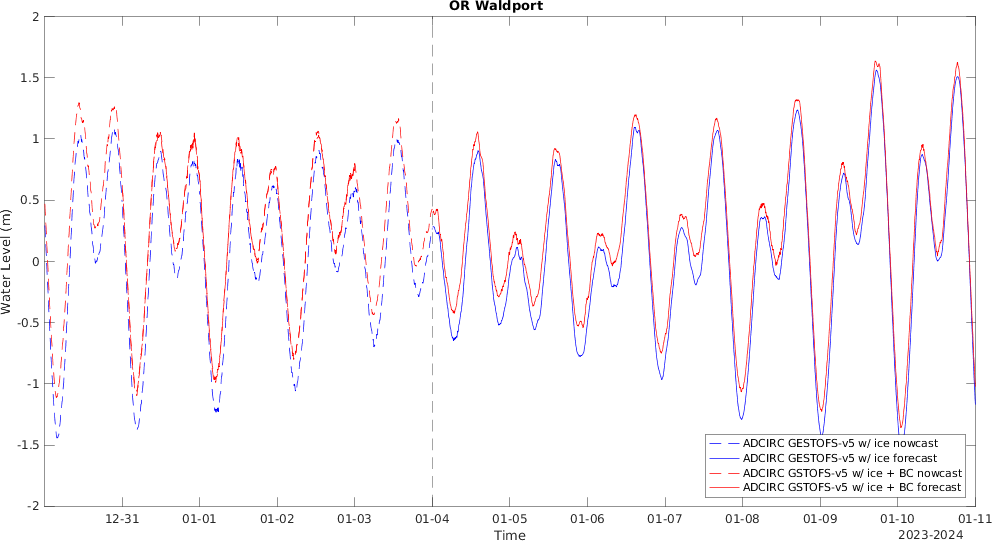 OR Waldport
2
1.5
1
0.5
0
-0.5
-1
-1.5
-2
Water Level (m)
12-31 01-01 01-02 01-03 01-04 01-05 01-06 01-07 01-08 01-09 01-10 01-11
Time
2023-2024
ADCIRC GESTOFS-v5 w/ ice nowcast
ADCIRC GESTOFS-v5 w/ ice forecast
ADCIRC GSTOFS-v5 w/ ice + BC nowcast
ADCIRC GSTOFS-v5 w/ ice + BC forecast